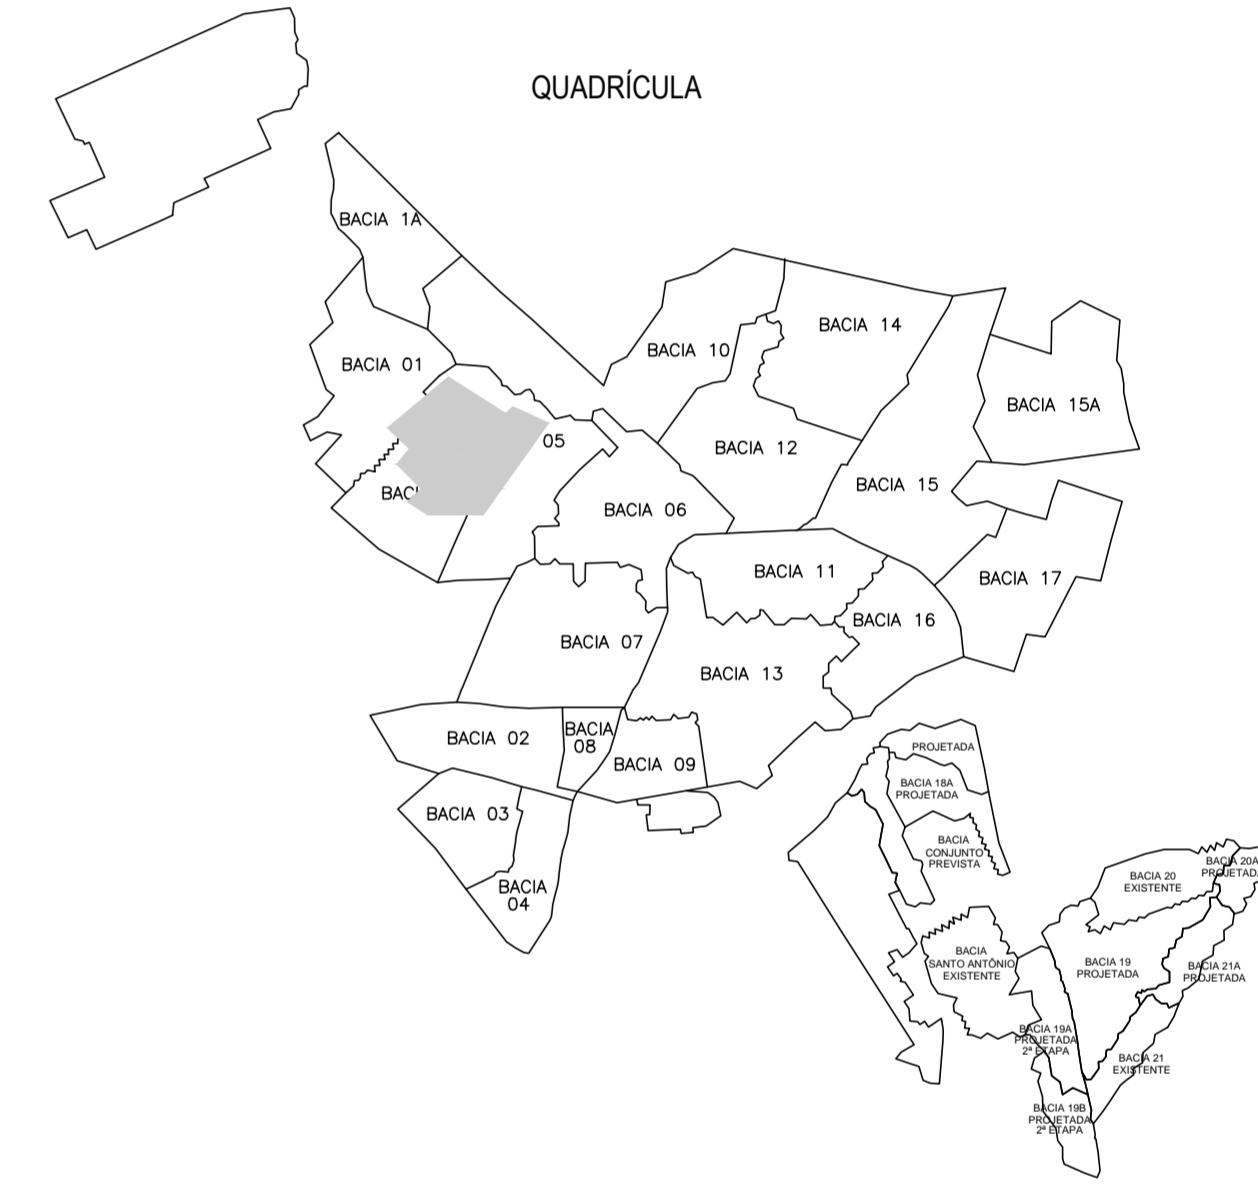 QUADRÍCULA
BACIA 1A
BACIA 14
BACIA 10
BACIA 01
BACIA 15A
05
BACIA 12
BACIA 15
BACIA 06
BACIA 11
BACIA 17
BACIA 16
BACIA 07
BACIA 13
BACIA 02
BACIA
08
BACIA 09
PROJETADA
BACIA 18A
PROJETADA
BACIA 03
BACIA
CONJUNTO
PREVISTA
BACIA
04
BACIA 20
EXISTENTE
BACIA 20A
PROJETADA
BACIA
SANTO ANTÔNIO
EXISTENTE
BACIA 19
PROJETADA
BACIA 21A
PROJETADA
BACIA 19A
PROJETADA
2ª ETAPA
BACIA 21
EXISTENTE
BACIA 19B
PROJETADA
2ª ETAPA